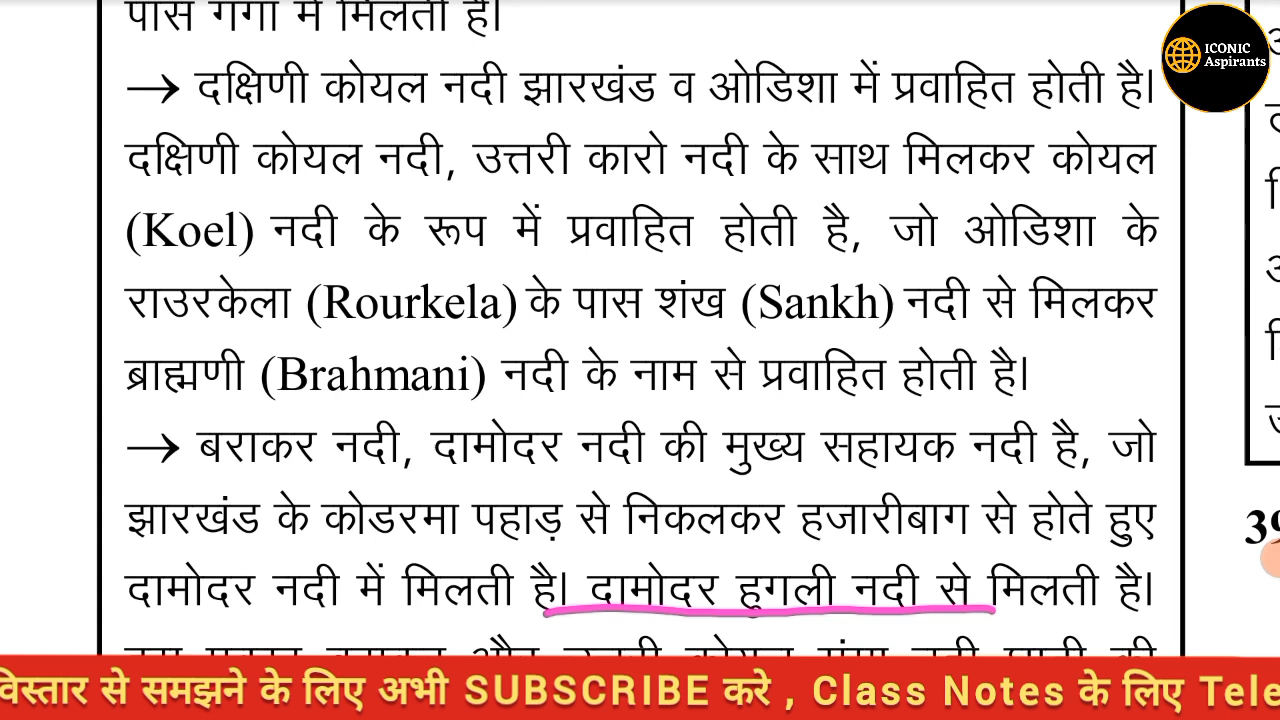 पास गंगा में मिलती है।
→ दक्षिणी कोयल नदी झारखंड व ओडिशा में प्रवाहित होती है।
दक्षिणी कोयल नदी, उत्तरी कारो नदी के साथ मिलकर कोयल
(Koel) नदी के रूप में प्रवाहित होती है, जो ओडिशा के
राउरकेला (Rourkela) के पास शंख (Sankh) नदी से मिलकर
ब्राह्मणी (Brahmani) नदी के नाम से प्रवाहित होती है।
→ बराकर नदी, दामोदर नदी की मुख्य सहायक नदी है, जो
झारखंड के कोडरमा पहाड़ से निकलकर हजारीबाग से होते हुए
दामोदर नदी में मिलती है। दामोदर हुगली नदी से मिलती है।
ICONIC
Aspirants
विस्तार से समझने के लिए अभी SUBSCRIBE करे , Class Notes के लिए Tele